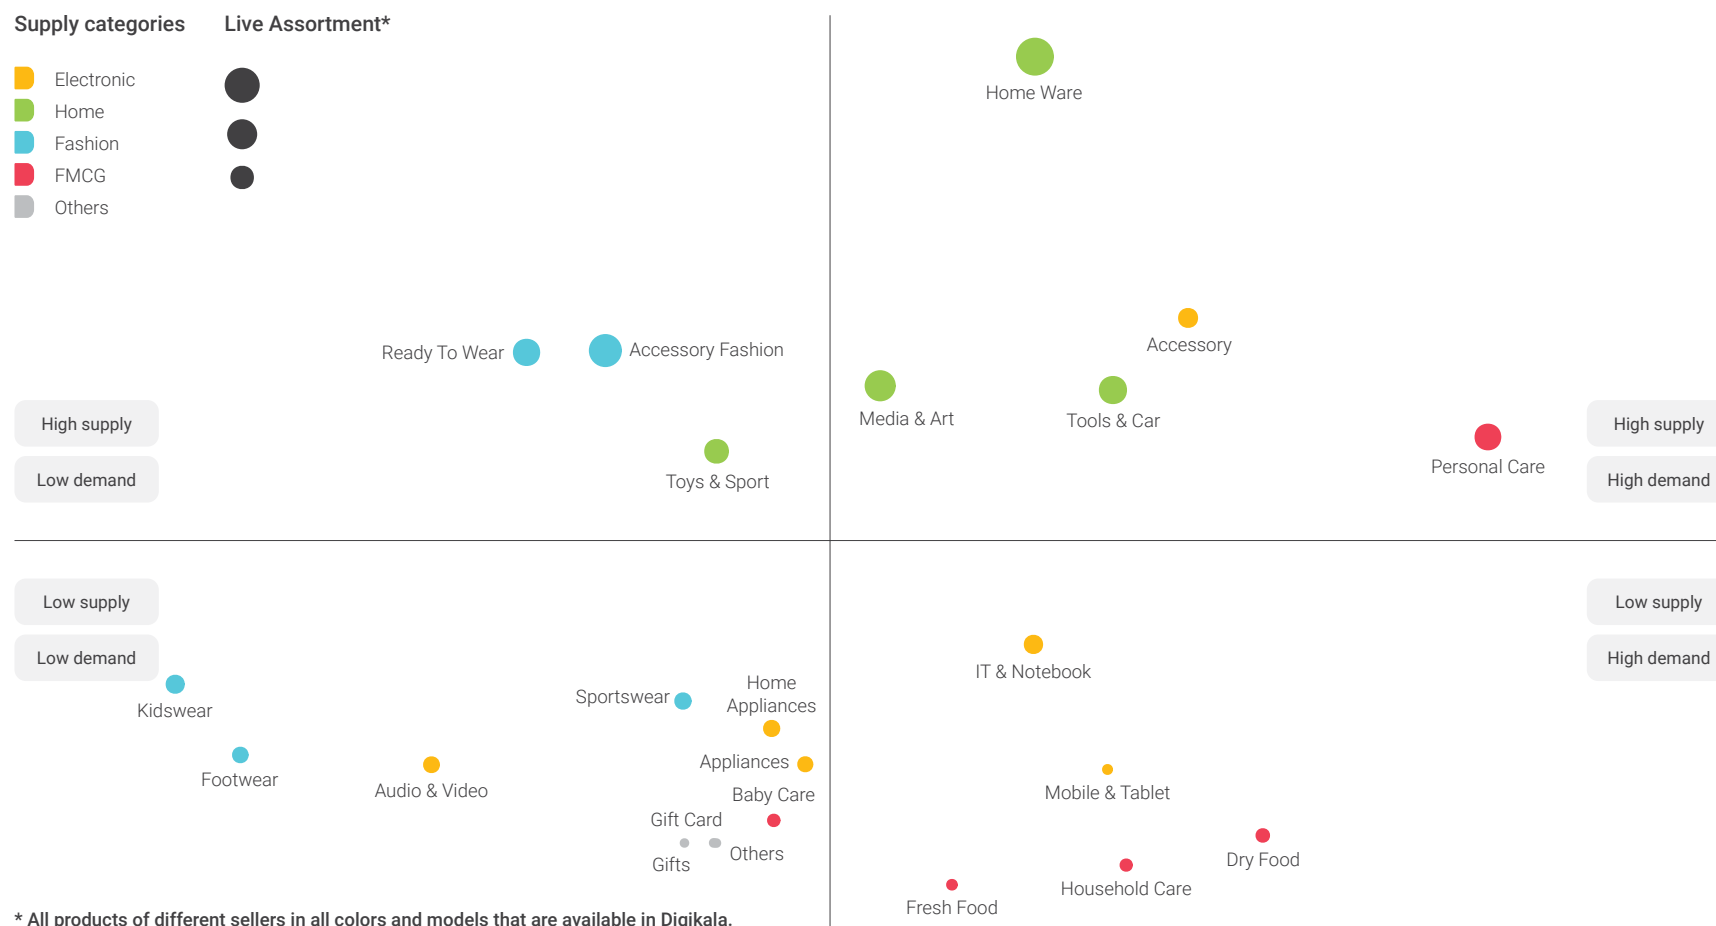 Supply categories
Live Assortment*
Electronic
Home
Fashion
FMCG
Others
Home Ware
Ready To Wear
Accessory Fashion
Accessory
Media & Art
Tools & Car
Toys & Sport
Personal Care
High supply
Low demand
High supply
High demand
Low supply
Low demand
Low supply
High demand
Kidswear
Footwear
Audio & Video
Sportswear
Home
Appliances
Appliances
Baby Care
Gift Card
Gifts
Others
IT & Notebook
Mobile & Tablet
Dry Food
Household Care
Fresh Food
* All products of different sellers in all colors and models that are available in Digikala.